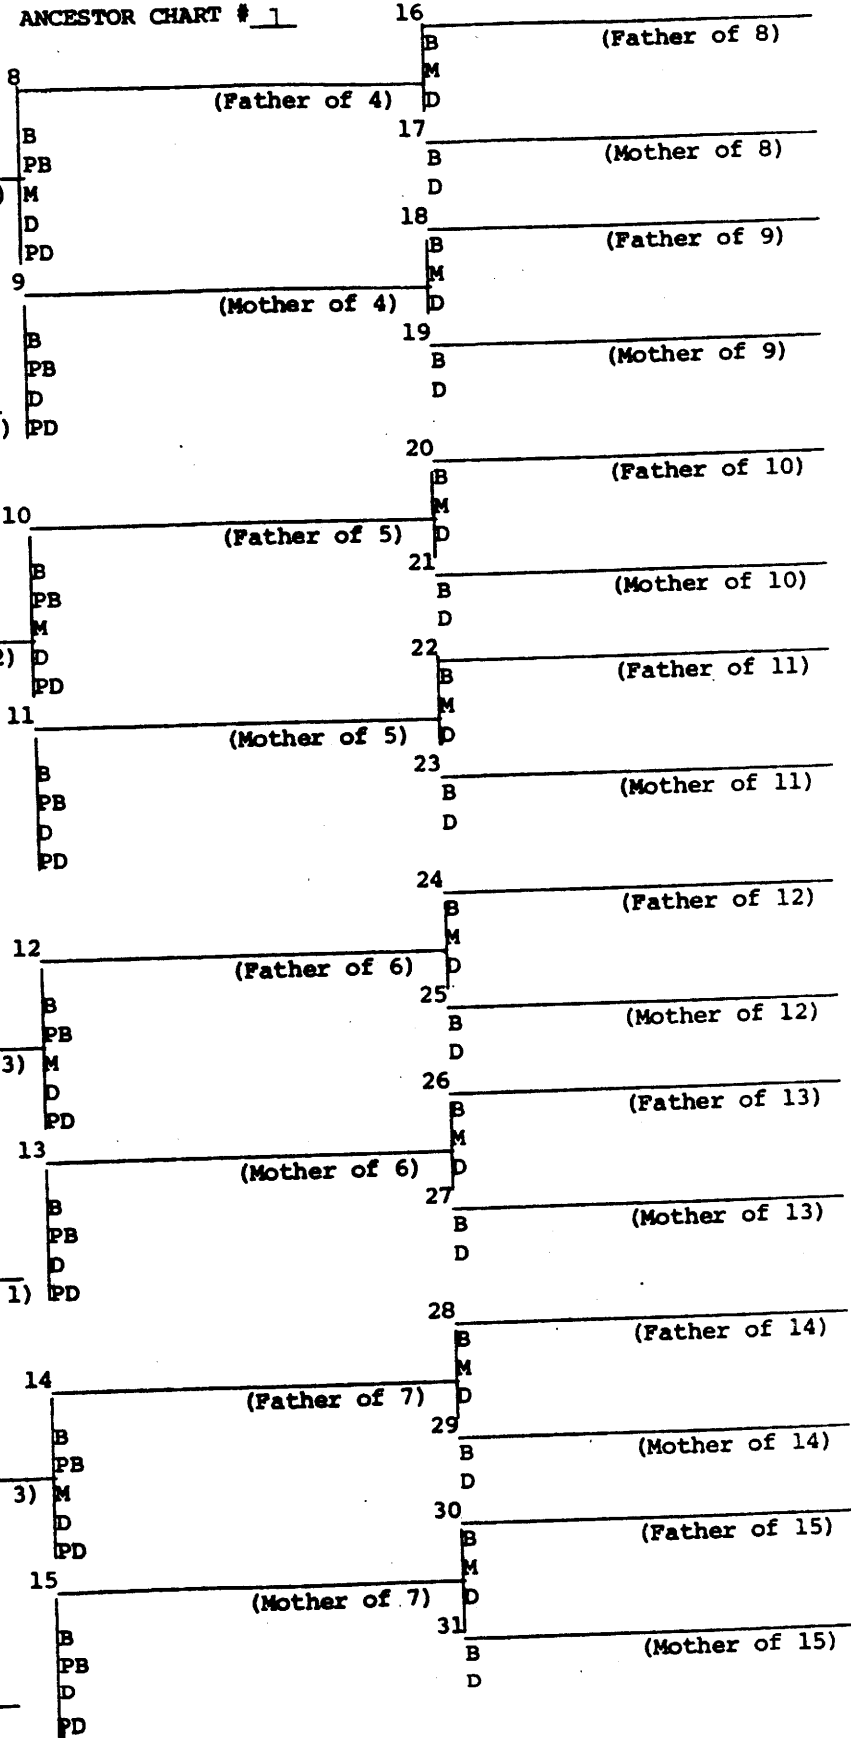 ANCESTOR CHART # 1
16
(Father of 8)
B
M
D
8
(Father of 4)
17
(Mother of 8)
B
D
B
PB
) M
D
PD
18
(Father of 9)
B
M
D
9
(Mother of 4)
19
(Mother of 9)
B
D
B
PB
D
) PD
20
(Father of 10)
B
M
D
10
(Father of 5)
21
(Mother of 10)
B
D
B
PB
M
2) D
PD
22
(Father of 11)
B
M
D
11
(Mother of 5)
23
(Mother of 11)
B
D
B
PB
D
PD
24
(Father of 12)
B
M
D
12
(Father of 6)
25
(Mother of 12)
B
D
B
PB
3) M
D
PD
26
(Father of 13)
B
M
D
13
(Mother of 6)
27
(Mother of 13)
B
D
B
PB
D
1) PD
28
(Father of 14)
B
M
D
14
(Father of 7)
29
(Mother of 14)
B
D
B
PB
3) M
D
PD
30
(Father of 15)
B
M
D
15
(Mother of 7)
31
(Mother of 15)
B
D
B
PB
D
PD